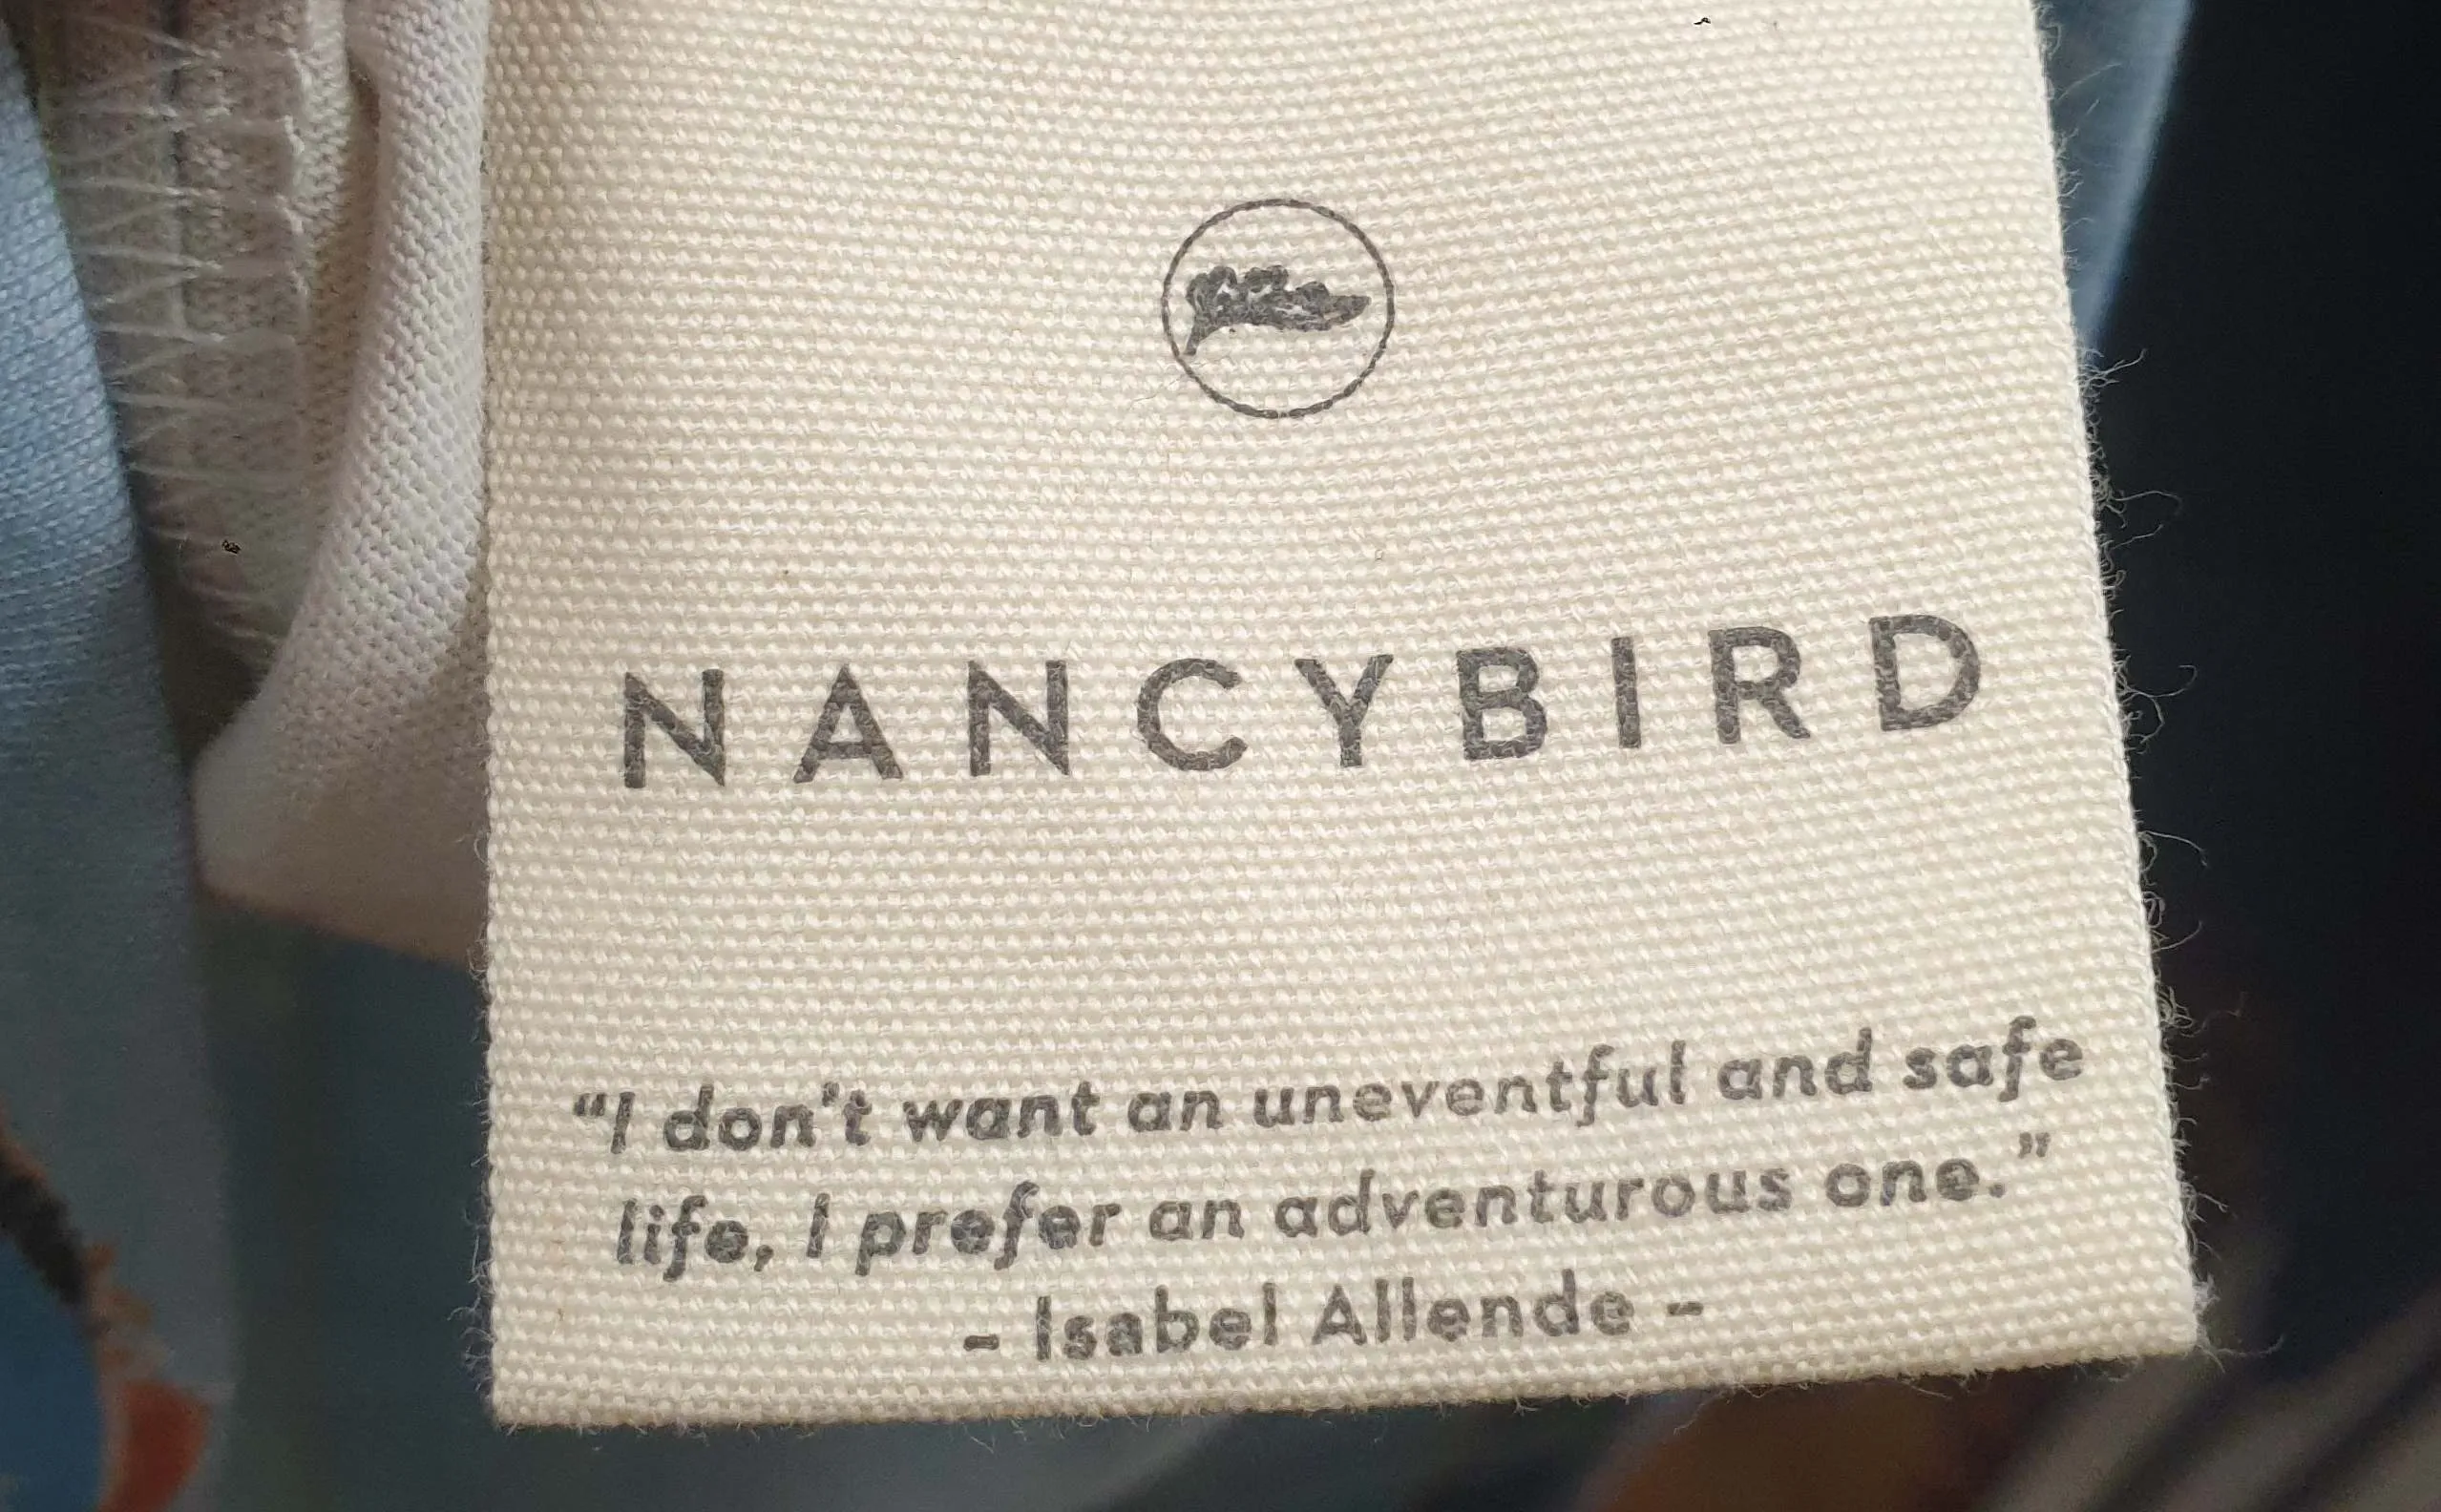 NANCYBIRD
“I don't want an uneventful and safe
life, I prefer an adventurous one.”
- Isabel Allende -